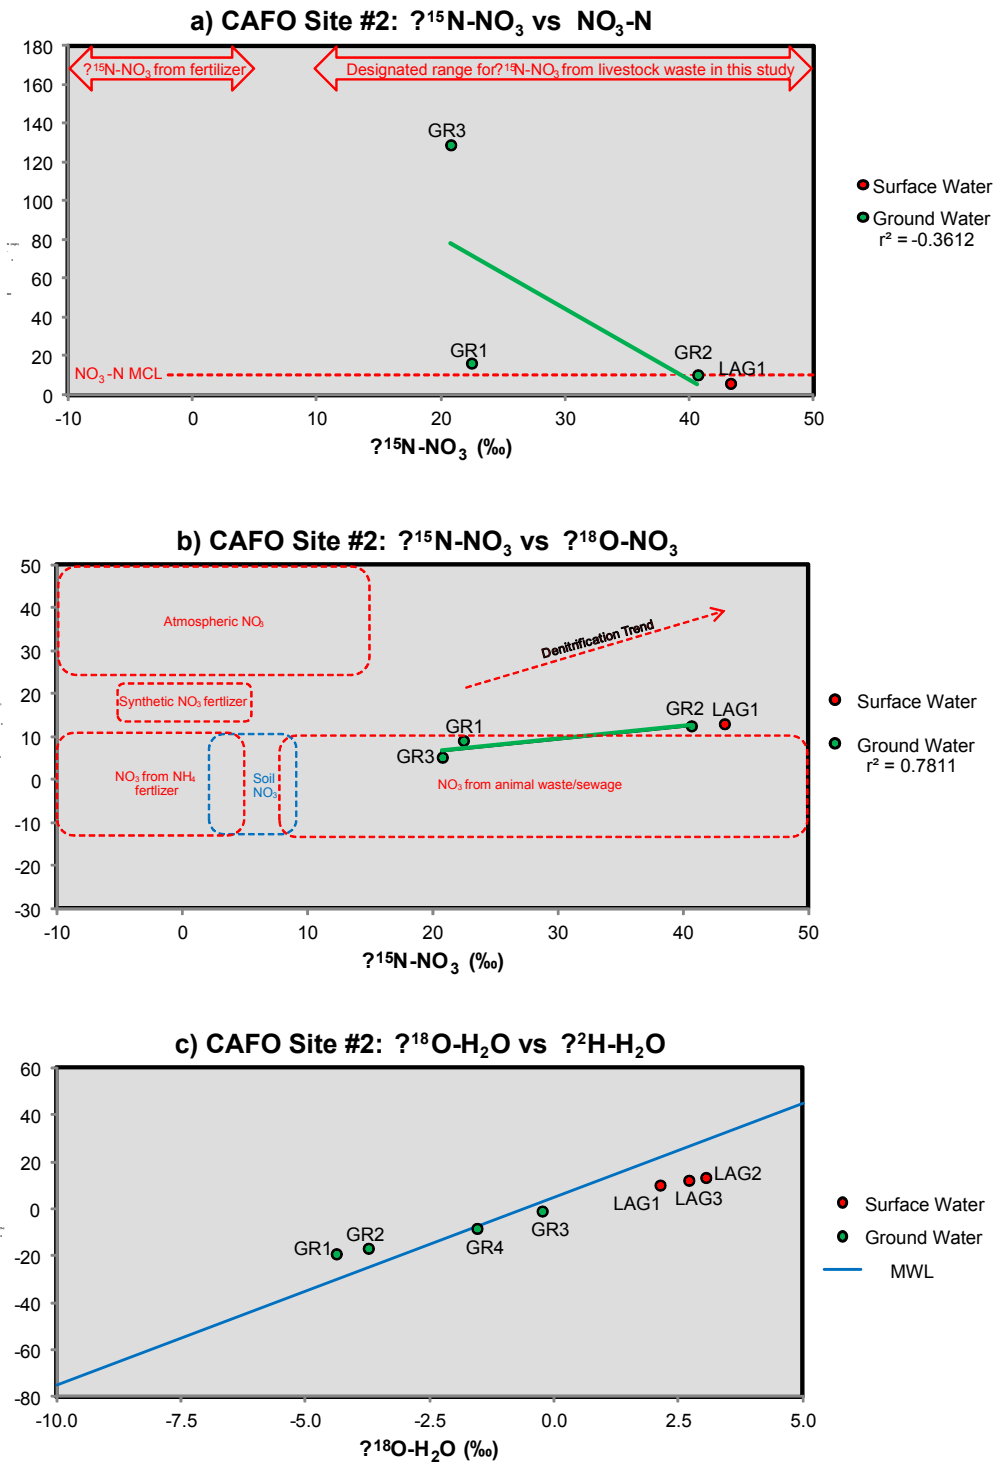 a) CAFO Site #2: ?¹⁵N-NO₃ vs NO₃-N
180
160
140
120
100
80
60
40
20
0
?¹⁵N-NO₃ from fertilizer
Designated range for?¹⁵N-NO₃ from livestock waste in this study
GR3
GR1
GR2
LAG1
NO₃-N MCL
-10
0
10
20
30
40
50
?¹⁵N-NO₃ (‰)
Surface Water
Ground Water
r² = -0.3612
b) CAFO Site #2: ?¹⁵N-NO₃ vs ?¹⁸O-NO₃
50
40
30
20
10
0
-10
-20
-30
Atmospheric NO₃
Denitrification Trend
Synthetic NO₃ fertlizer
GR1
GR3
GR2
LAG1
NO₃ from NH₄
fertlizer
Soil
NO₃
NO₃ from animal waste/sewage
-10
0
10
20
30
40
50
?¹⁵N-NO₃ (‰)
Surface Water
Ground Water
r² = 0.7811
c) CAFO Site #2: ?¹⁸O-H₂O vs ?²H-H₂O
60
40
20
0
-20
-40
-60
-80
GR1
GR2
GR4
GR3
LAG1
LAG3
LAG2
-10.0
-7.5
-5.0
-2.5
0.0
2.5
5.0
?¹⁸O-H₂O (‰)
Surface Water
Ground Water
MWL